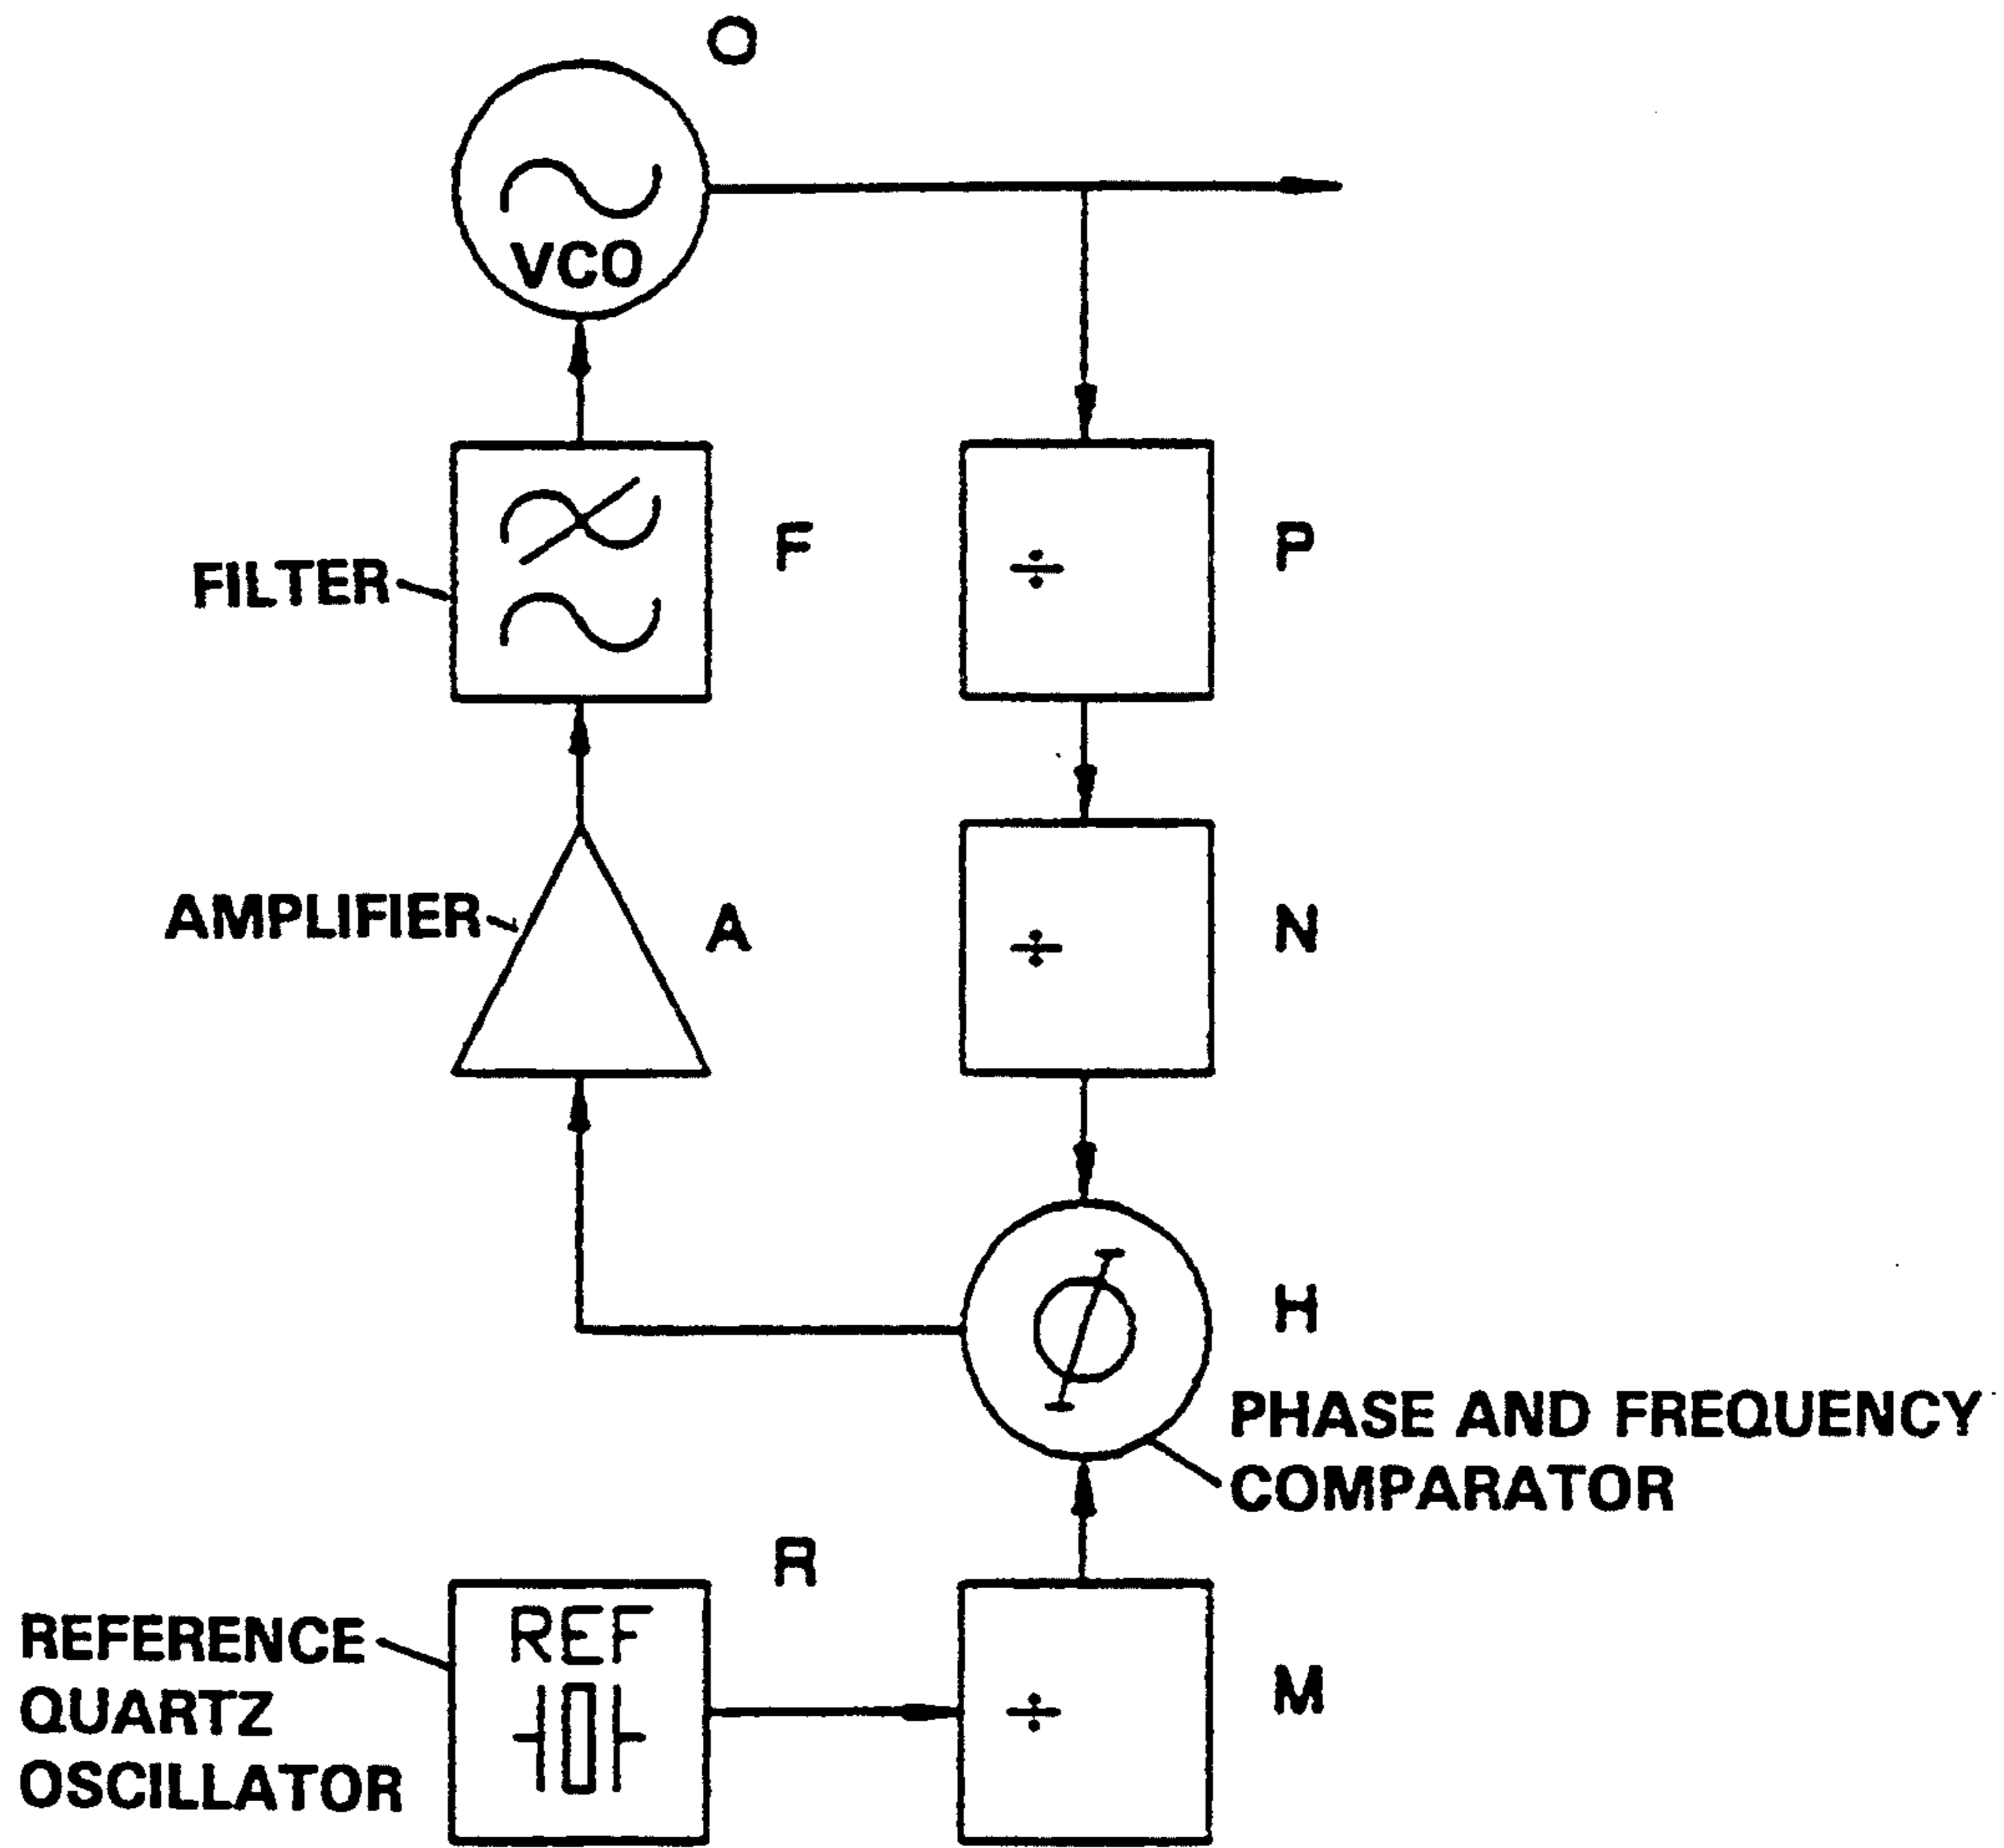 O
VCO
F
P
÷
FILTER
AMPLIFIER
A
N
÷
H
PHASE AND FREQUENCY
COMPARATOR
R
REF
REFERENCE
QUARTZ
OSCILLATOR
÷
M